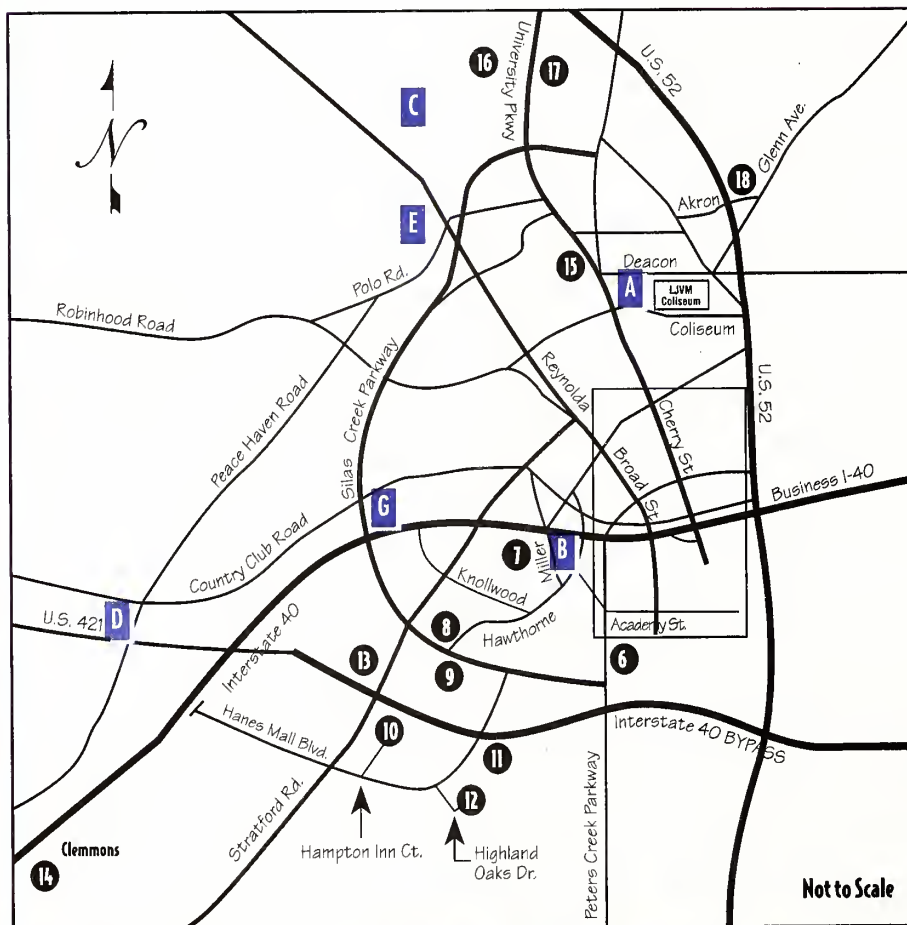 16
University Pkwy
17
U.S. 52
C
N
Glenn Ave.
18
Akron
E
15
Deacon
Polo Rd.
A
LJVM
Coliseum
Robinhood Road
Coliseum
Reynolda
U.S. 52
Silas Creek Parkway
Peace Haven Road
Cherry St.
Broad St.
Business I-40
G
Country Club Road
7
Miller
B
Knollwood
D
U.S. 421
Interstate 40
8
Hawthorne
Academy St.
13
9
6
Hanes Mall Blvd.
10
Interstate 40 BYPASS
11
12
Stratford Rd.
Hampton Inn Ct.
Highland
Oaks Dr.
Peters Creek Parkway
Clemmons
14
Not to Scale